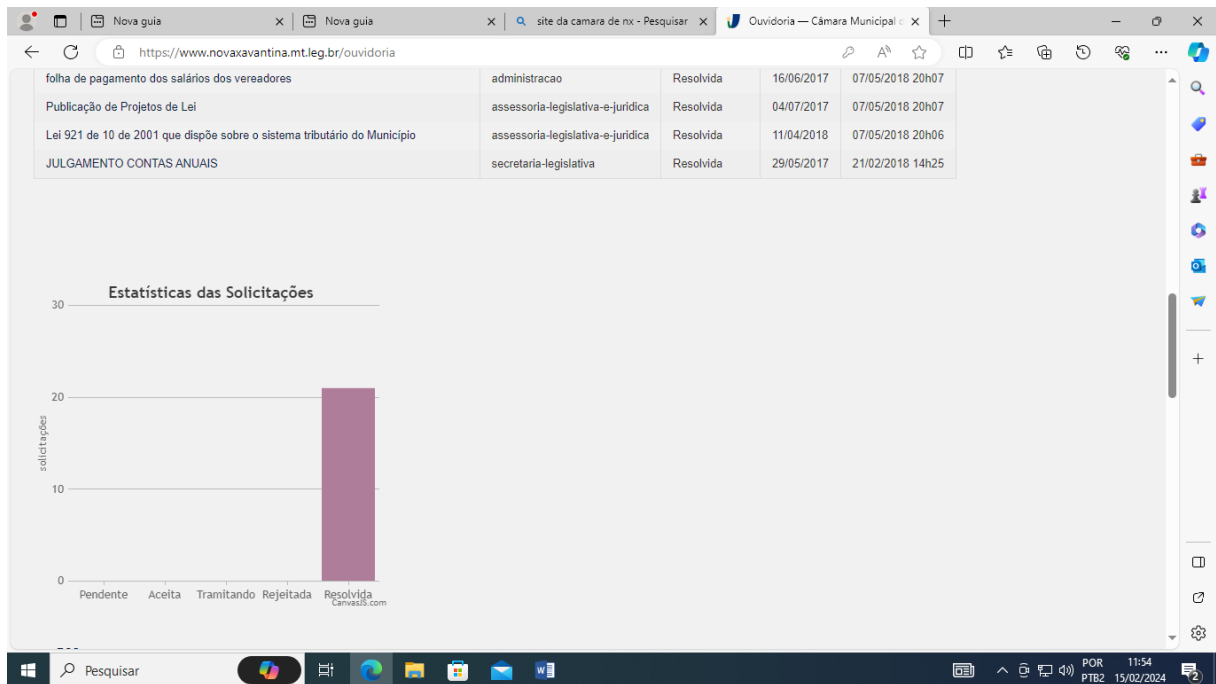 Nova guia
Nova guia
site da camara de nx - Pesquisar
Ouvidoria — Câmara Municipal
https://www.novaxavantina.mt.leg.br/ouvidoria
folha de pagamento dos salários dos vereadores administracao Resolvida 16/06/2017 07/05/2018 20h07
Publicação de Projetos de Lei assessoria-legislativa-e-juridica Resolvida 04/07/2017 07/05/2018 20h07
Lei 921 de 10 de 2001 que dispõe sobre o sistema tributário do Município assessoria-legislativa-e-juridica Resolvida 11/04/2018 07/05/2018 20h06
JULGAMENTO CONTAS ANUAIS secretaria-legislativa Resolvida 29/05/2017 21/02/2018 14h25
Estatísticas das Solicitações
30
20
solicitações
10
0
Pendente Aceita Tramitando Rejeitada Resolvida
CanvasJS.com
Pesquisar
POR 11:54
PTB2 15/02/2024
2